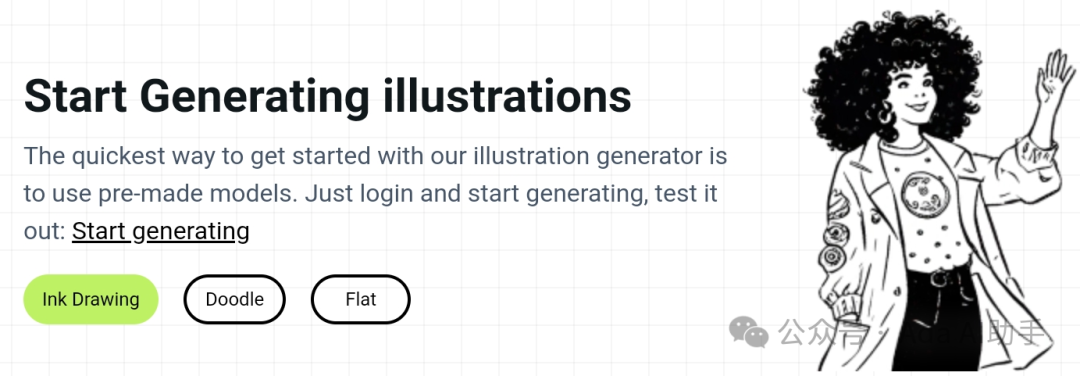 Start Generating illustrations
The quickest way to get started with our illustration generator is
to use pre-made models. Just login and start generating, test it
out: Start generating
Ink Drawing
Doodle
Flat
公众号 · 助手